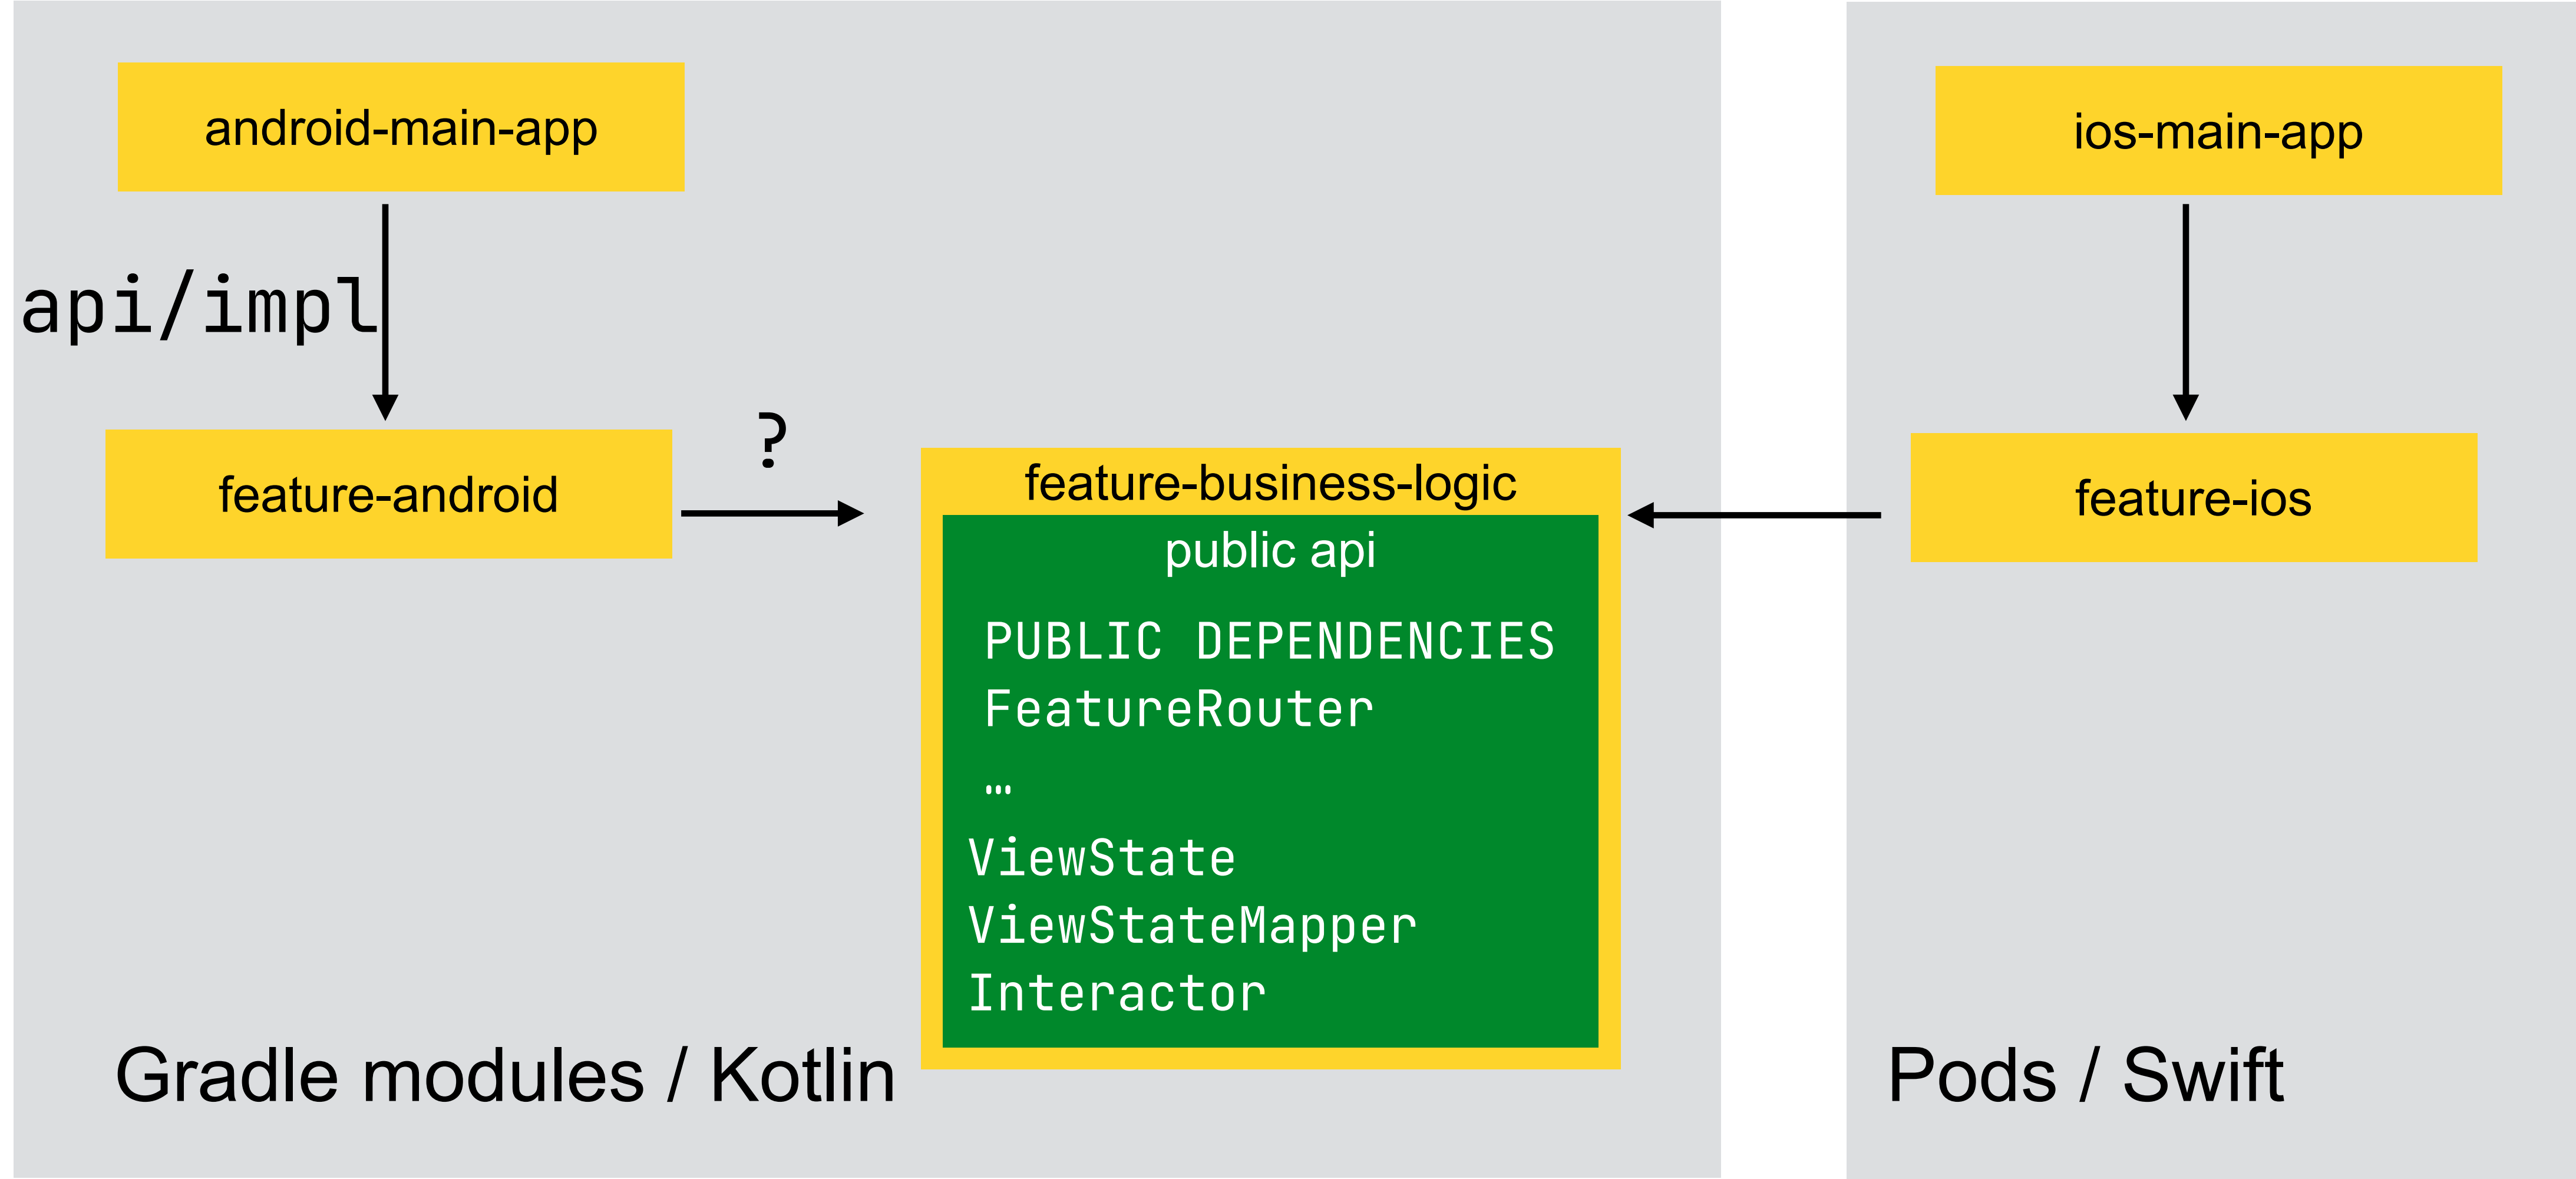 android-main-app
ios-main-app
api/impl
feature-android
?
feature-business-logic
public api
PUBLIC DEPENDENCIES
FeatureRouter
…
ViewState
ViewStateMapper
Interactor
feature-ios
Gradle modules / Kotlin
Pods / Swift